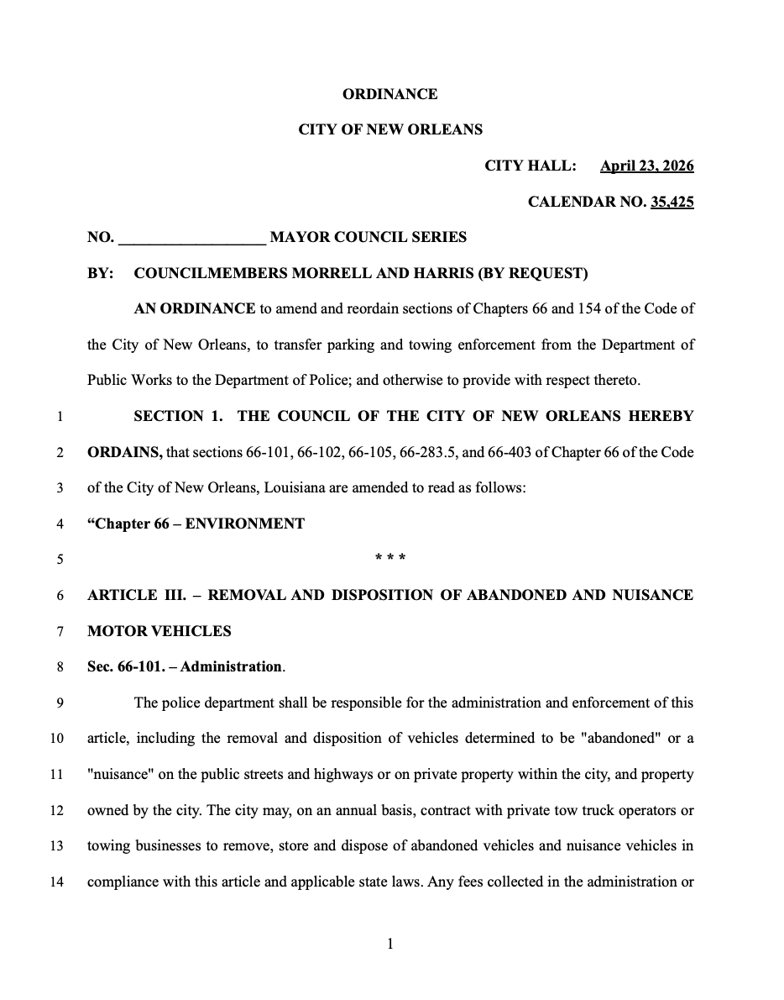 ORDINANCE
CITY OF NEW ORLEANS
CITY HALL: April 23, 2026
CALENDAR NO. 35,425
NO. ___________________ MAYOR COUNCIL SERIES
BY: COUNCILMEMBERS MORRELL AND HARRIS (BY REQUEST)
AN ORDINANCE to amend and reordain sections of Chapters 66 and 154 of the Code of
the City of New Orleans, to transfer parking and towing enforcement from the Department of
Public Works to the Department of Police; and otherwise to provide with respect thereto.
1 SECTION 1. THE COUNCIL OF THE CITY OF NEW ORLEANS HEREBY
2 ORDAINS, that sections 66-101, 66-102, 66-105, 66-283.5, and 66-403 of Chapter 66 of the Code
3 of the City of New Orleans, Louisiana are amended to read as follows:
4 “Chapter 66 – ENVIRONMENT
5 * * *
6 ARTICLE III. – REMOVAL AND DISPOSITION OF ABANDONED AND NUISANCE
7 MOTOR VEHICLES
8 Sec. 66-101. – Administration.
9 The police department shall be responsible for the administration and enforcement of this
10 article, including the removal and disposition of vehicles determined to be "abandoned" or a
11 "nuisance" on the public streets and highways or on private property within the city, and property
12 owned by the city. The city may, on an annual basis, contract with private tow truck operators or
13 towing businesses to remove, store and dispose of abandoned vehicles and nuisance vehicles in
14 compliance with this article and applicable state laws. Any fees collected in the administration or
1